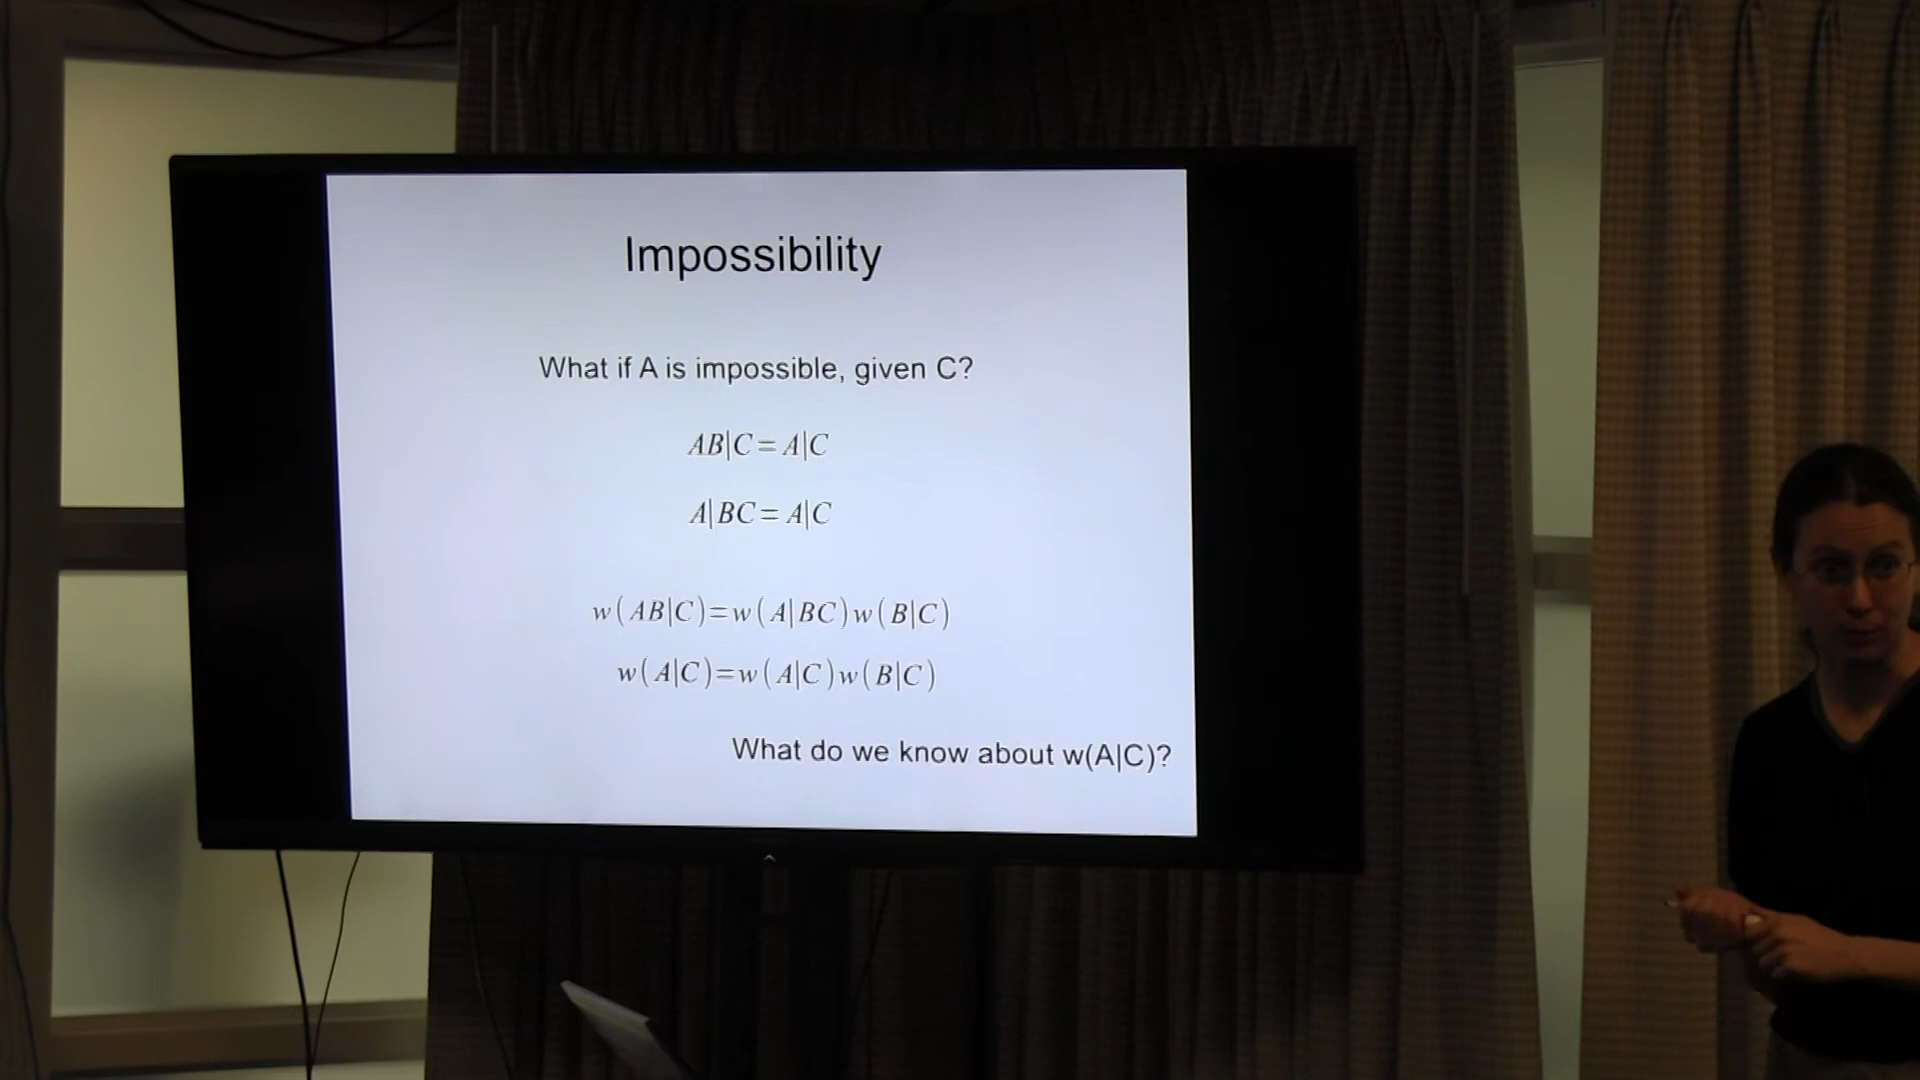 Impossibility
What if A is impossible, given C?
AB|C = A|C
A|BC = A|C
w(AB|C)=w(A|BC)w(B|C)
w(A|C)=w(A|C)w(B|C)
What do we know about w(A|C)?